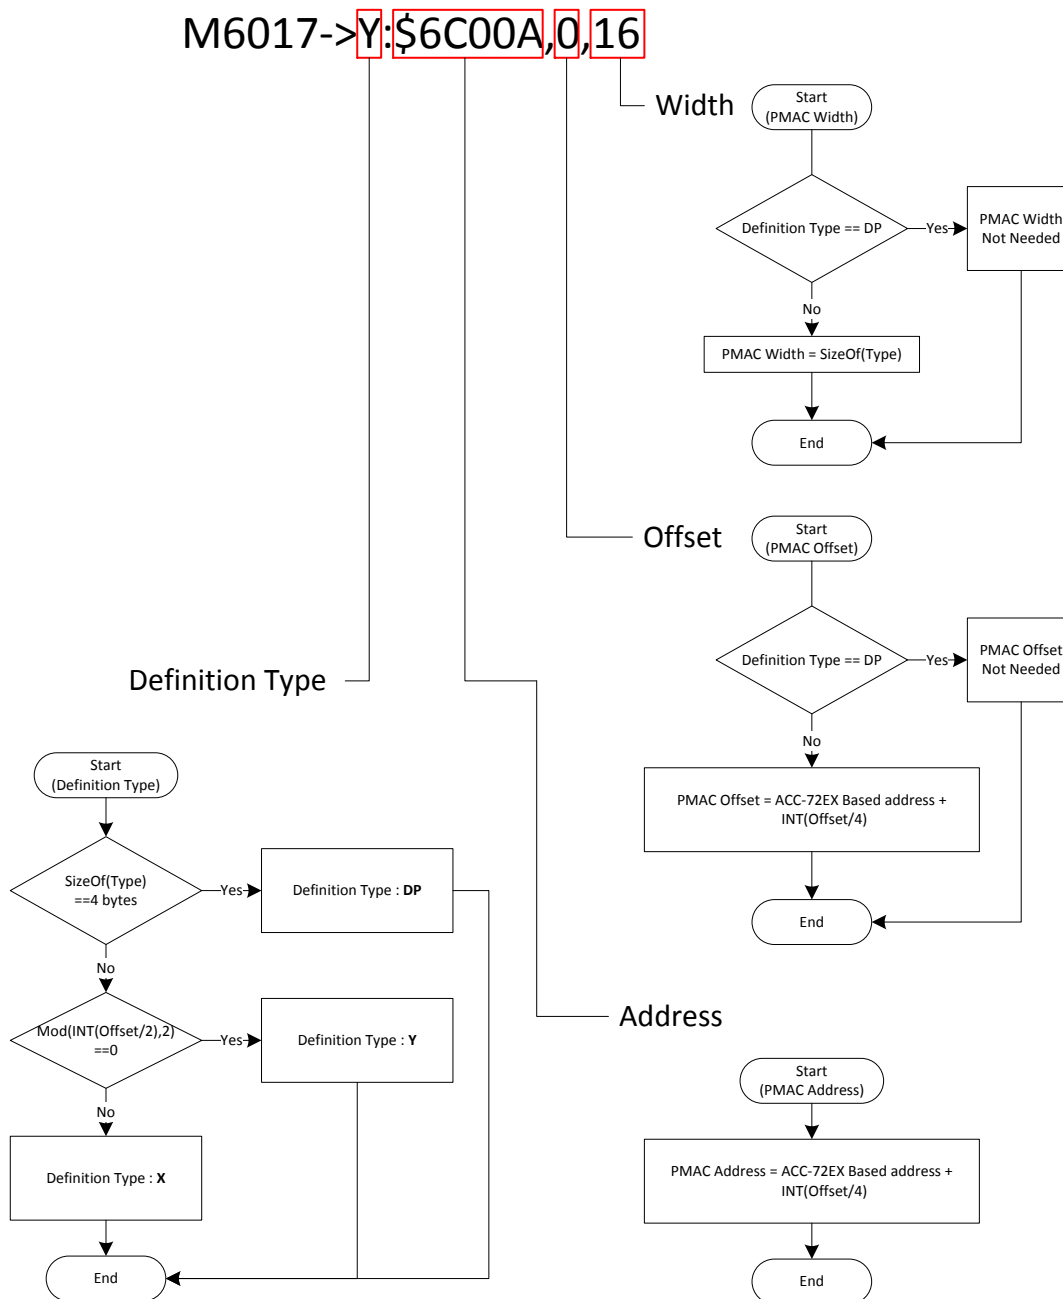 M6017->Y:$6C00A,0,16
Width
Start
(PMAC Width)
Definition Type == DP
Yes
PMAC Width
Not Needed
No
PMAC Width = SizeOf(Type)
End
Offset
Start
(PMAC Offset)
Definition Type == DP
Yes
PMAC Offset
Not Needed
No
PMAC Offset = ACC-72EX Based address +
INT(Offset/4)
End
Definition Type
Start
(Definition Type)
SizeOf(Type)
==4 bytes
Yes
Definition Type : DP
No
Mod(INT(Offset/2),2)
==0
Yes
Definition Type : Y
No
Definition Type : X
End
Address
Start
(PMAC Address)
PMAC Address = ACC-72EX Based address +
INT(Offset/4)
End